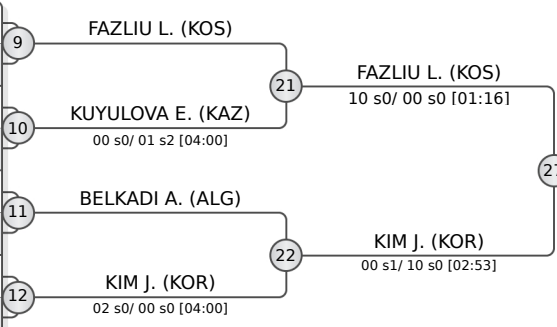 9
FAZLIU L. (KOS)
21
FAZLIU L. (KOS)
10 s0/ 00 s0 [01:16]
10
KUYULOVA E. (KAZ)
00 s0/ 01 s2 [04:00]
27
11
BELKADI A. (ALG)
22
KIM J. (KOR)
00 s1/ 10 s0 [02:53]
12
KIM J. (KOR)
02 s0/ 00 s0 [04:00]